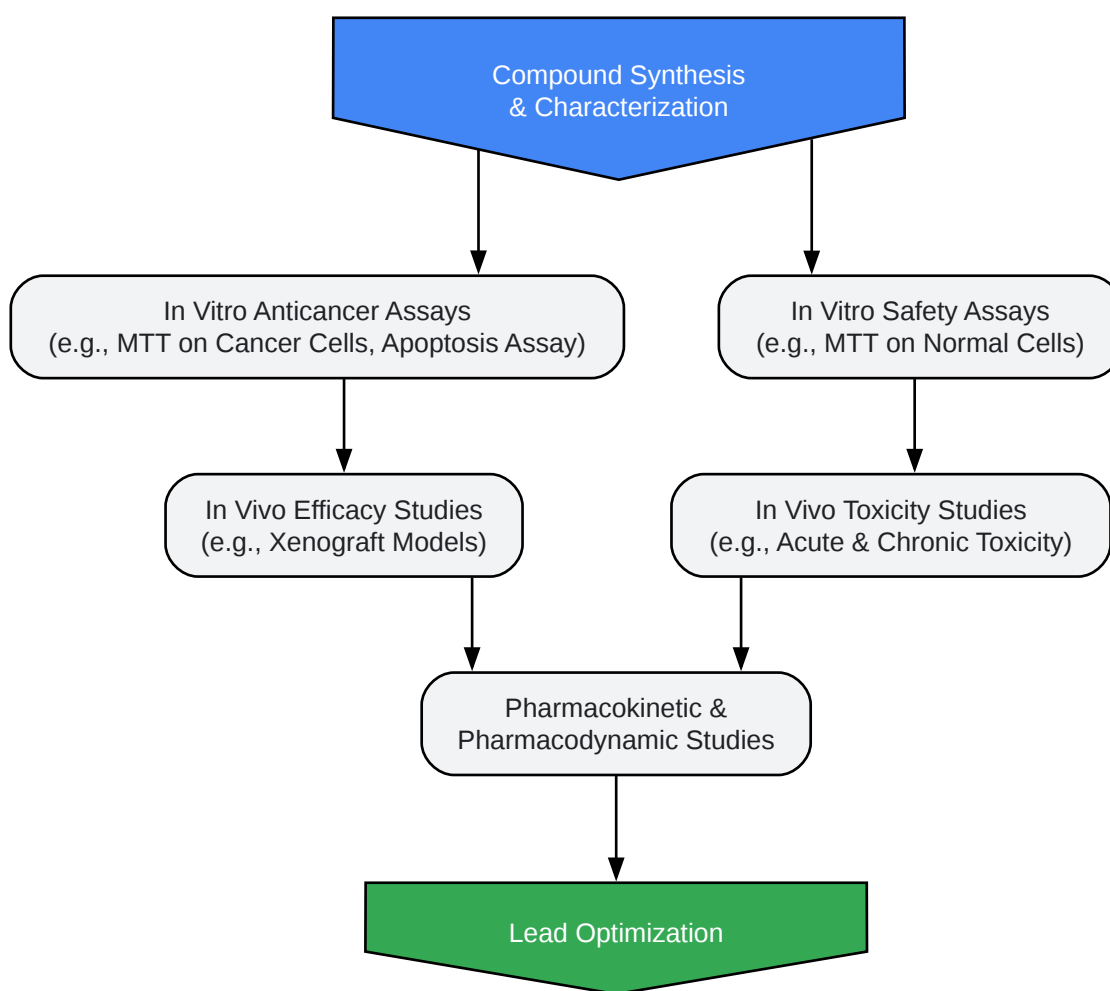 Compound Synthesis
& Characterization
In Vitro Anticancer Assays
(e.g., MTT on Cancer Cells, Apoptosis Assay)
In Vitro Safety Assays
(e.g., MTT on Normal Cells)
In Vivo Efficacy Studies
(e.g., Xenograft Models)
In Vivo Toxicity Studies
(e.g., Acute & Chronic Toxicity)
Pharmacokinetic &
Pharmacodynamic Studies
Lead Optimization